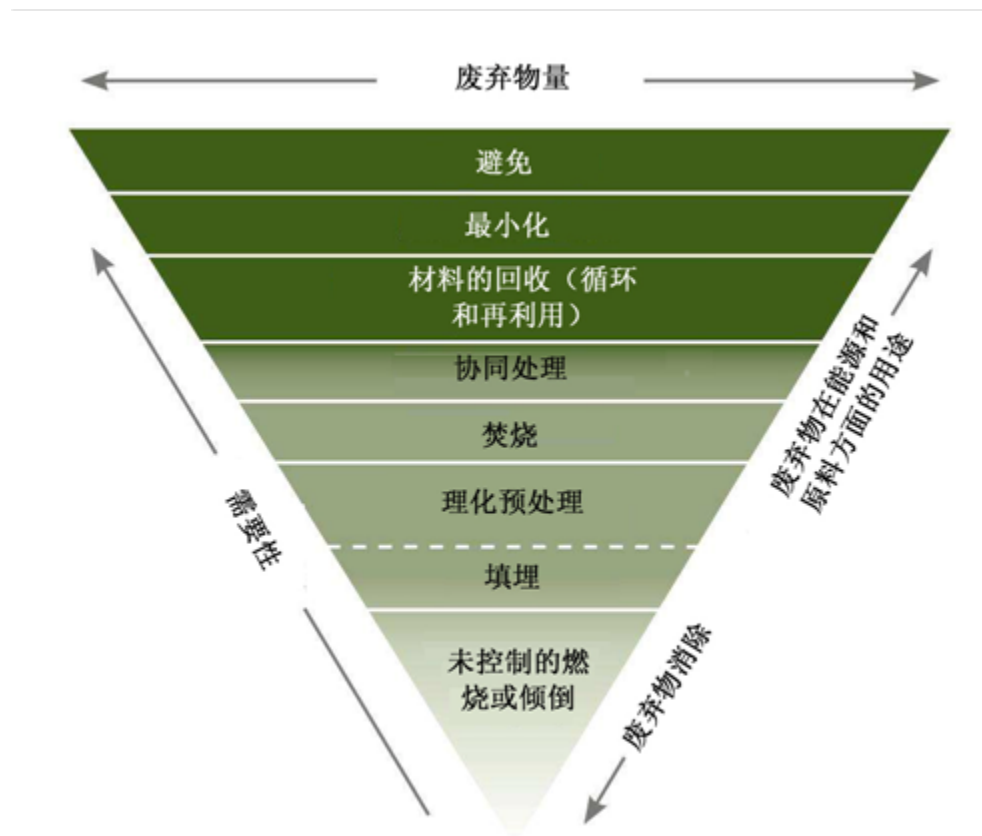 废弃物量
避免
最小化
材料的回收（循环
和再利用）
协同处理
焚烧
理化预处理
填埋
未控制的燃
烧或倾倒
需要性
废弃物在能源和
原料方面的用途
废弃物消除